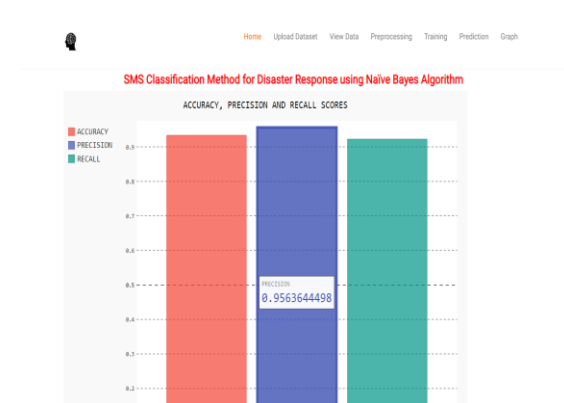 Home Upload Dataset View Data Preprocessing Training Prediction Graph
SMS Classification Method for Disaster Response using Naïve Bayes Algorithm
ACCURACY, PRECISION AND RECALL SCORES
ACCURACY
PRECISION
RECALL
0.9
0.8
0.7
0.6
0.5
0.4
0.3
0.2
PRECISION
0.9563644498